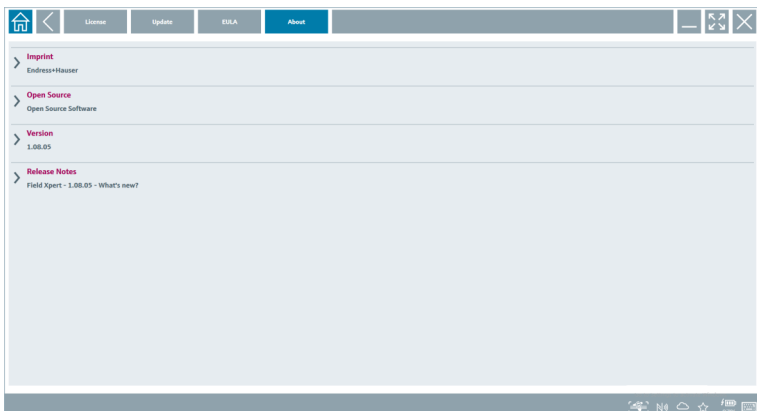 License
Update
EULA
About
Imprint
Endress+Hauser
Open Source
Open Source Software
Version
1.08.05
Release Notes
Field Xpert - 1.08.05 - What's new?